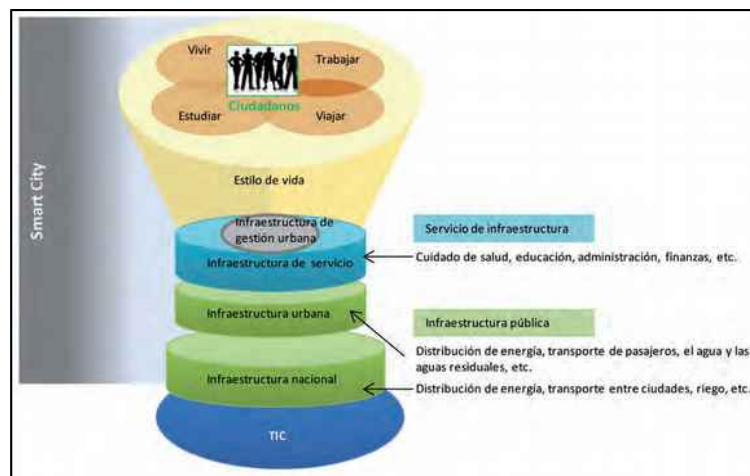 Smart City
Vivir
Trabajar
Ciudadanos
Estudiar
Viajar
Estilo de vida
Infraestructura de
gestión urbana
Infraestructura de servicio
Infraestructura urbana
Infraestructura nacional
TIC
Servicio de infraestructura
Cuidado de salud, educación, administración, finanzas, etc.
Infraestructura pública
Distribución de energía, transporte de pasajeros, el agua y las
aguas residuales, etc.
Distribución de energía, transporte entre ciudades, riego, etc.